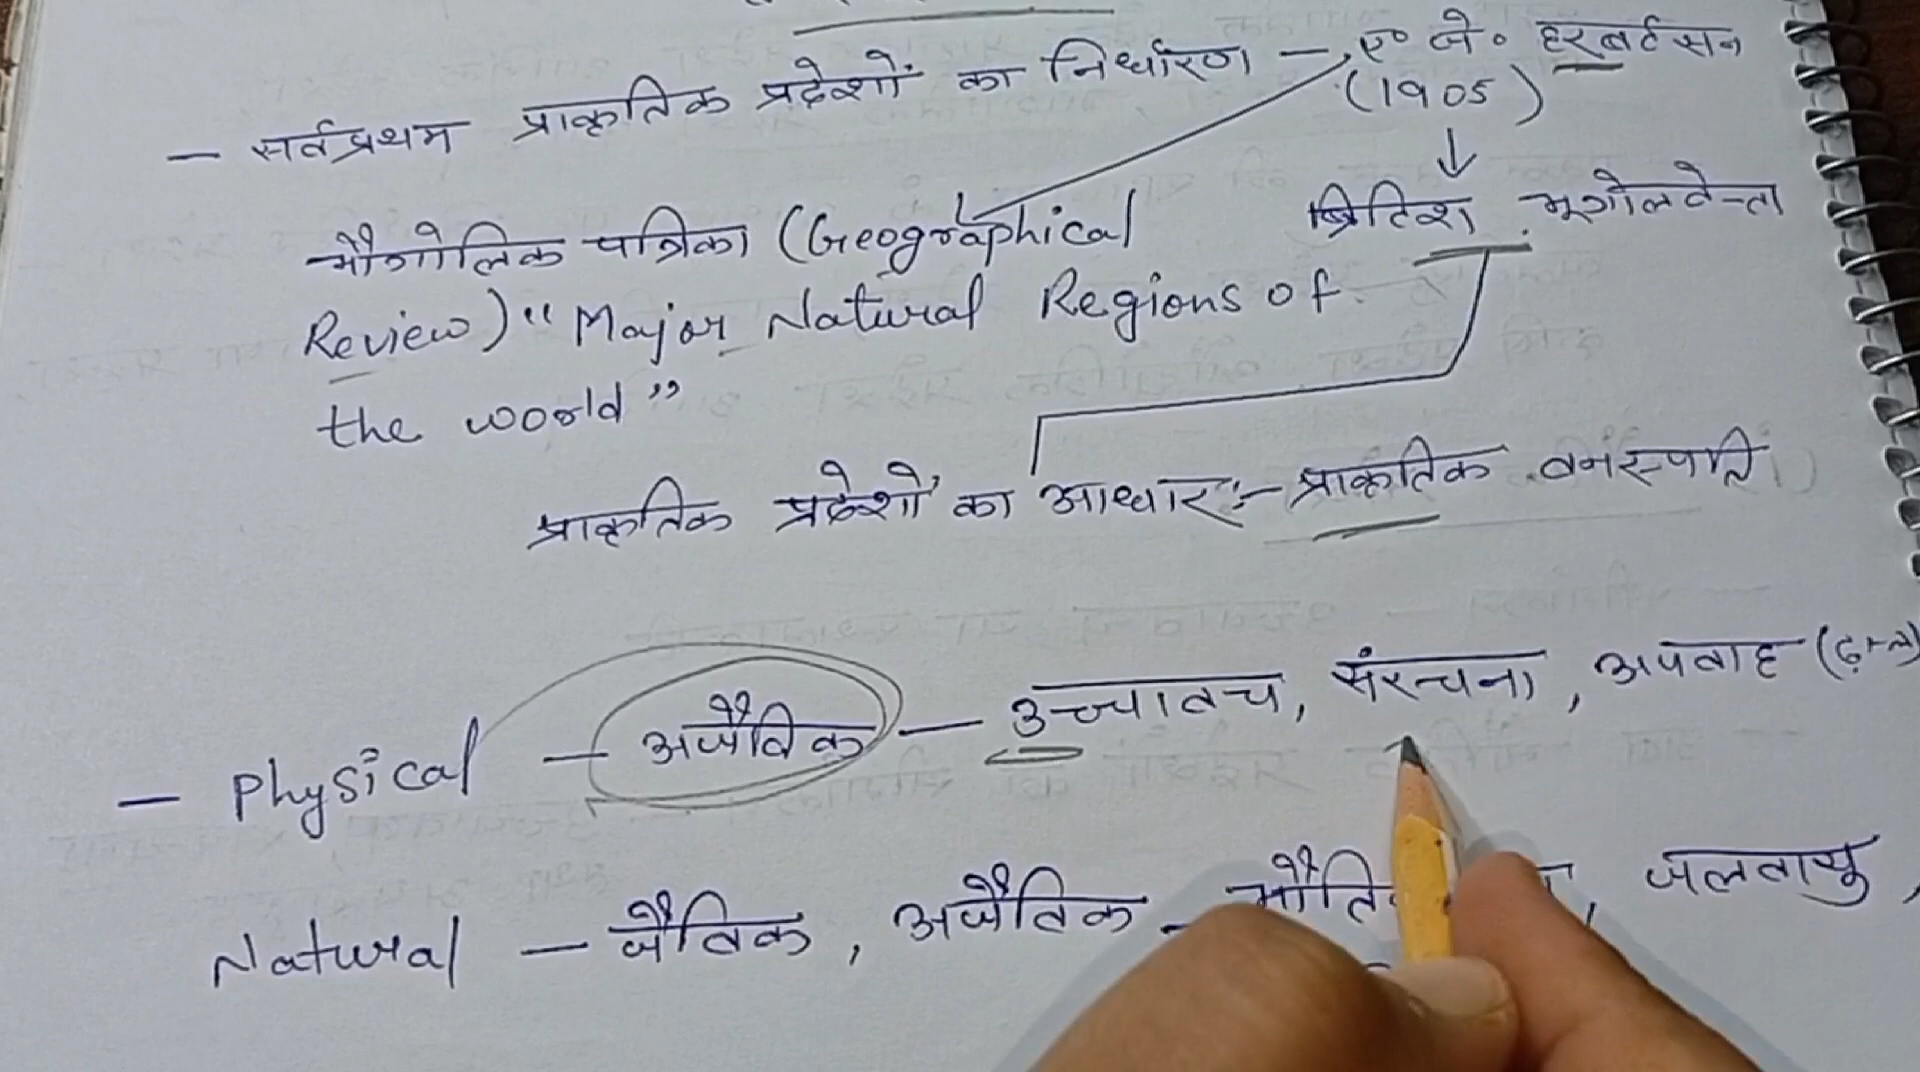 – सर्वप्रथम प्राकृतिक प्रदेशों का निर्धारण – ए० जे० हरबर्टसन
(1905)
ब्रिटिश भूगोलवेत्ता
भौगोलिक पत्रिका (Geographical
Review) "Major Natural Regions of
the world"
प्राकृतिक प्रदेशों का आधार :– प्राकृतिक वनस्पति
– Physical – अजैविक – उच्चावच, संरचना, अपवाह (ढ़ाल)
Natural – जैविक, अजैविक – जलवायु,